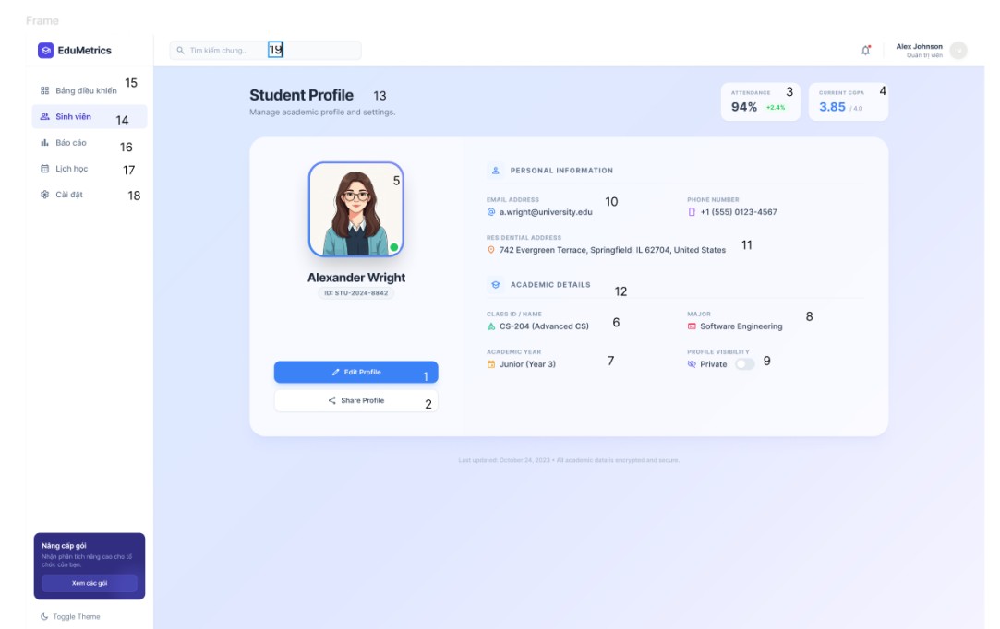 Frame
EduMetrics
Tìm kiếm chung...
19
Alex Johnson
Quản trị viên
Bảng điều khiển
15
Sinh viên
14
Báo cáo
16
Lịch học
17
Cài đặt
18
Student Profile
13
Manage academic profile and settings.
ATTENDANCE
3
94%
+2.4%
CURRENT CGPA
4
3.85 / 4.0
5
Alexander Wright
ID: STU-2024-8842
Edit Profile
1
Share Profile
2
PERSONAL INFORMATION
EMAIL ADDRESS
a.wright@university.edu
10
PHONE NUMBER
+1 (555) 0123-4567
RESIDENTIAL ADDRESS
742 Evergreen Terrace, Springfield, IL 62704, United States
11
ACADEMIC DETAILS
12
CLASS ID / NAME
CS-204 (Advanced CS)
6
MAJOR
Software Engineering
8
ACADEMIC YEAR
Junior (Year 3)
7
PROFILE VISIBILITY
Private
9
Last updated: October 24, 2023 • All academic data is encrypted and secure.
Nâng cấp gói
Nhận phân tích nâng cao cho tổ
chức của bạn.
Xem các gói
Toggle Theme